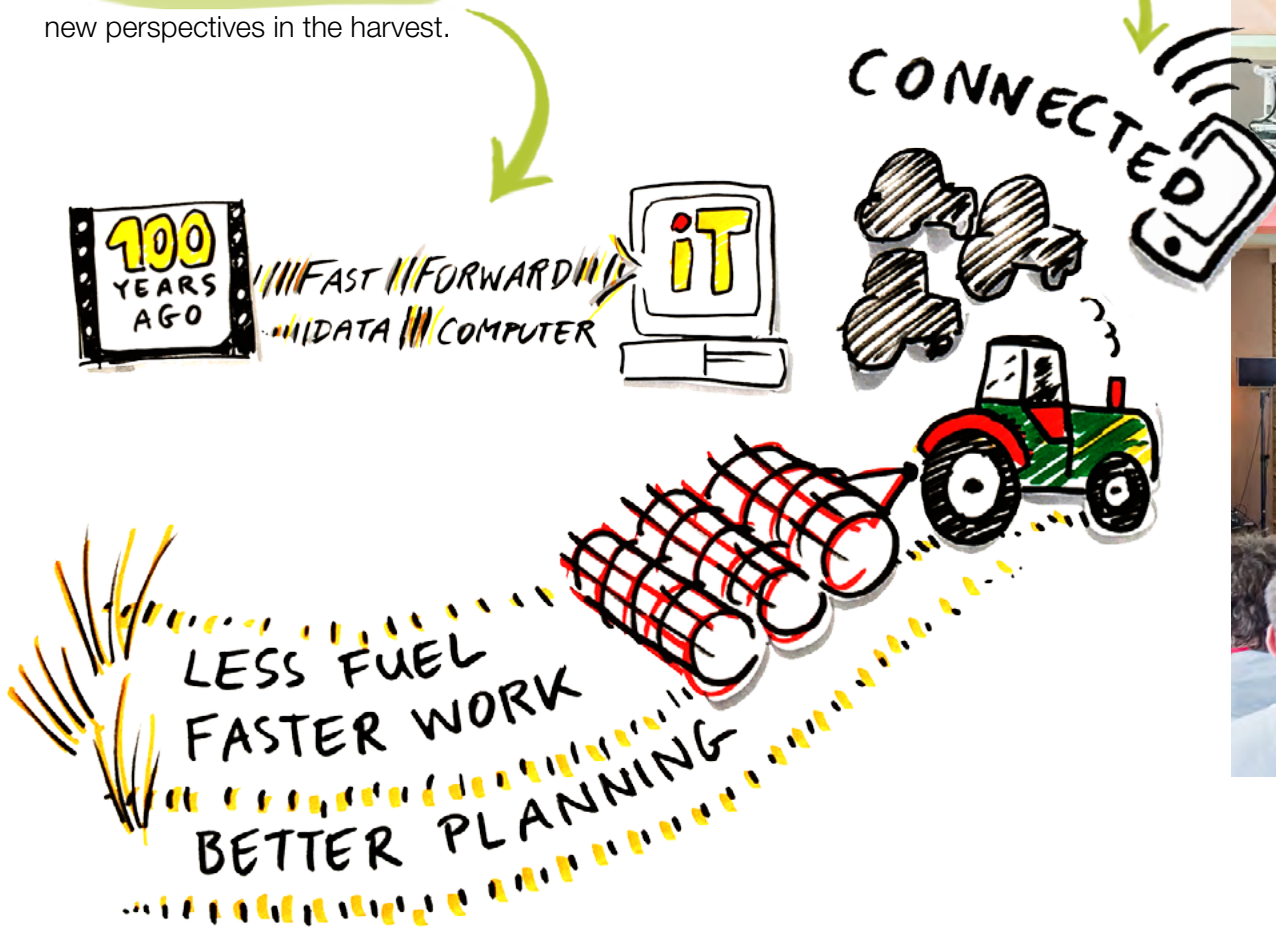 new perspectives in the harvest.
CONNECTED
100
YEARS
AGO
FAST FORWARD
DATA COMPUTER
iT
LESS FUEL
FASTER WORK
BETTER PLANNING